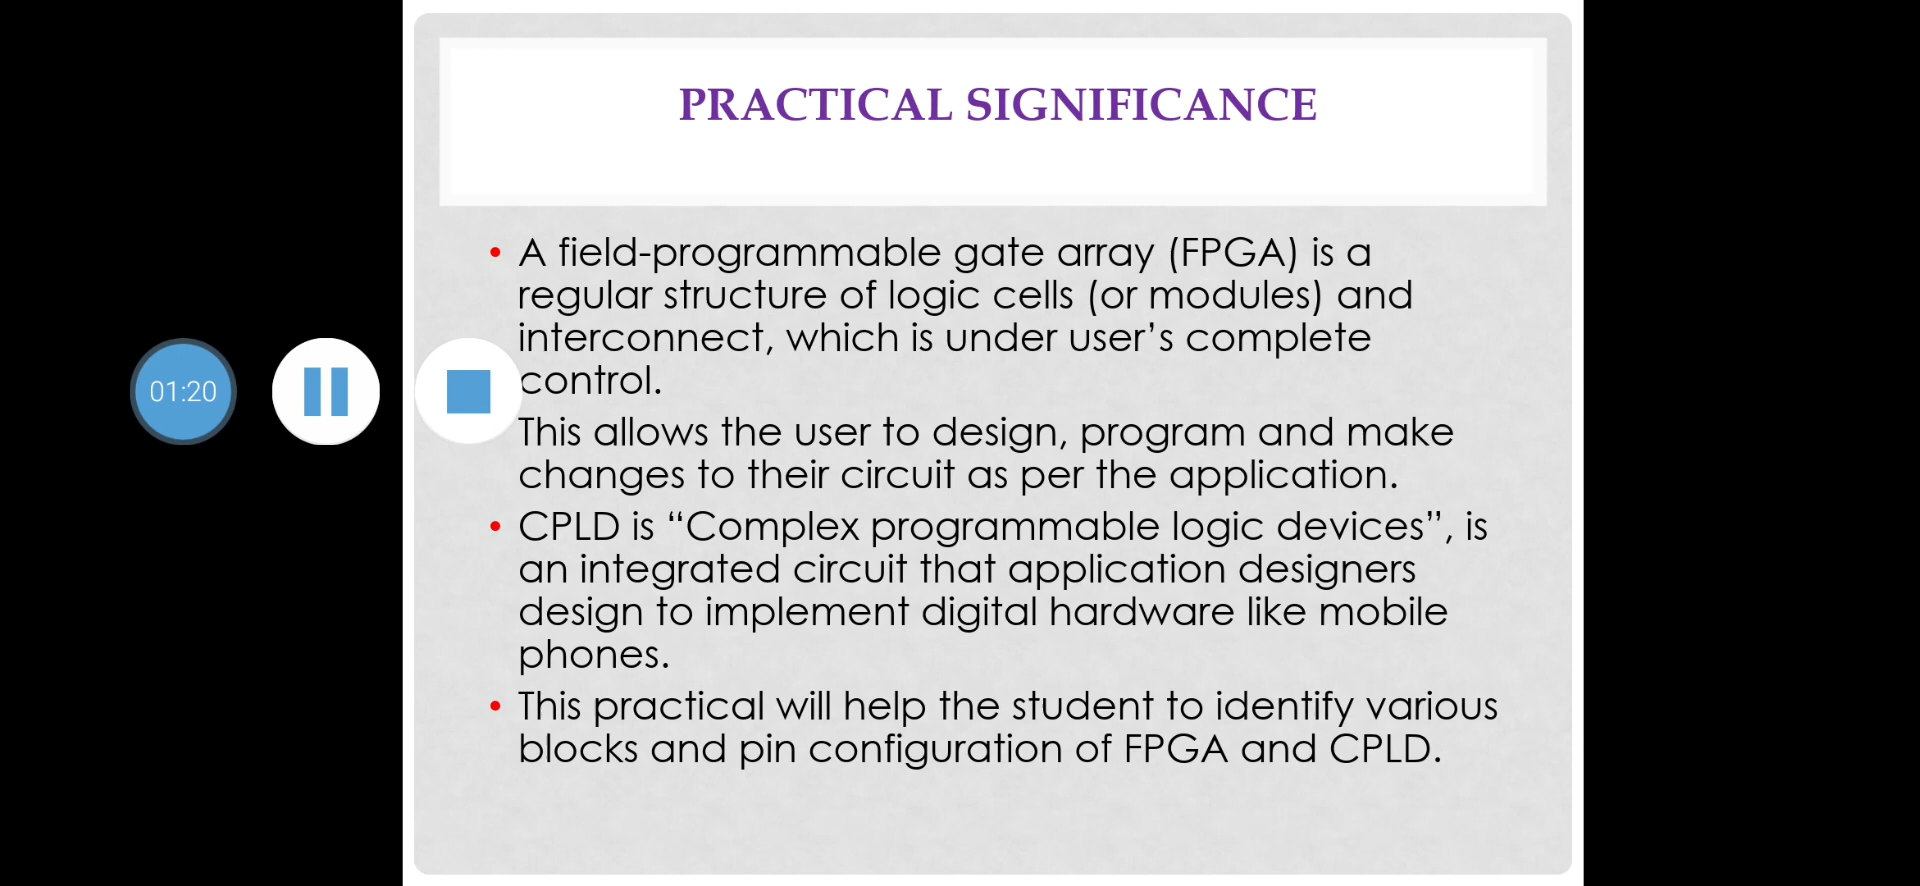 PRACTICAL SIGNIFICANCE
• A field-programmable gate array (FPGA) is a
regular structure of logic cells (or modules) and
interconnect, which is under user’s complete
control.
This allows the user to design, program and make
changes to their circuit as per the application.
• CPLD is “Complex programmable logic devices”, is
an integrated circuit that application designers
design to implement digital hardware like mobile
phones.
• This practical will help the student to identify various
blocks and pin configuration of FPGA and CPLD.
01:20